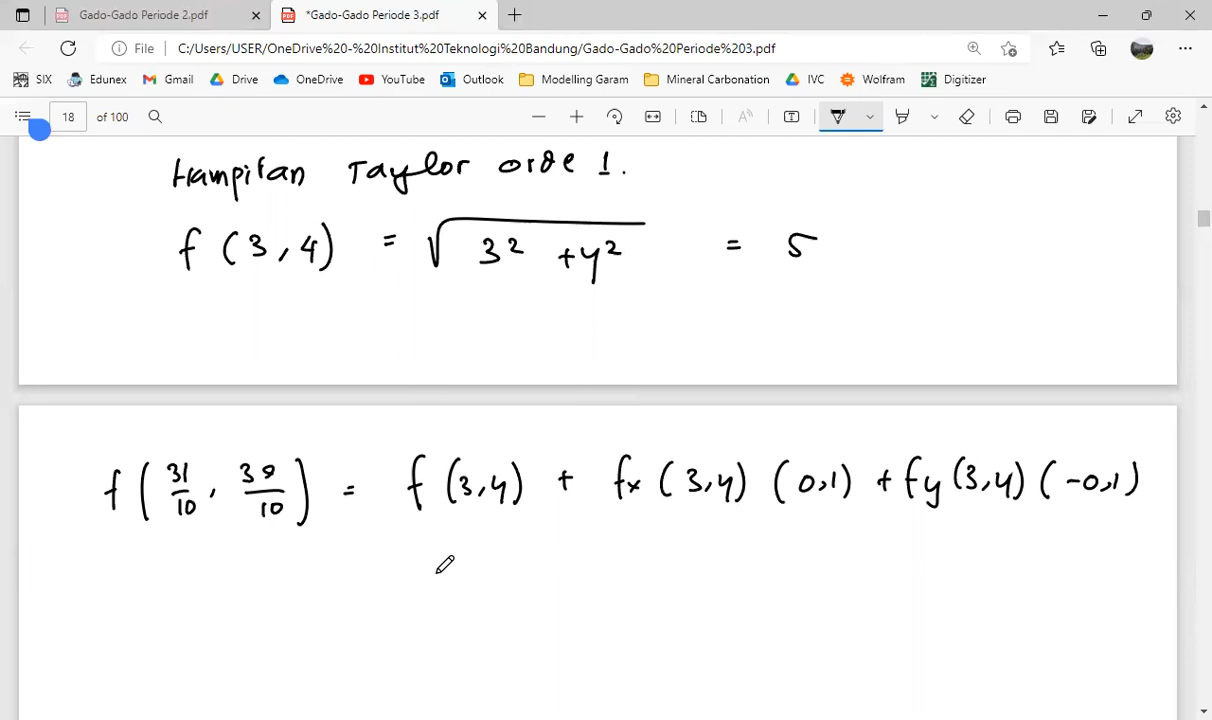 Gado-Gado Periode 2.pdf
*Gado-Gado Periode 3.pdf
File C:/Users/USER/OneDrive%20-%20Institut%20Teknologi%20Bandung/Gado-Gado%20Periode%203.pdf
SIX Edunex Gmail Drive OneDrive YouTube Outlook Modelling Garam Mineral Carbonation IVC Wolfram Digitizer
18 of 100
Hampiran Taylor orde 1.
f (3,4) = √(3² + y²) = 5
f(31/10, 39/10) = f(3,4) + fx(3,4)(0,1) + fy(3,4)(-0,1)